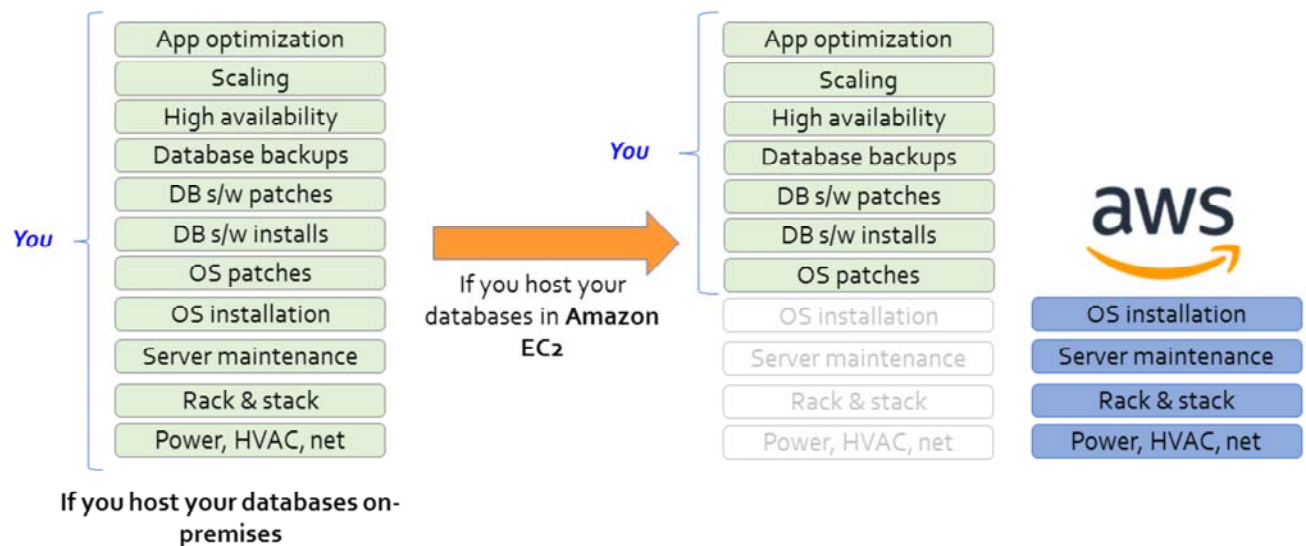 App optimization
Scaling
High availability
Database backups
DB s/w patches
DB s/w installs
OS patches
OS installation
Server maintenance
Rack & stack
Power, HVAC, net
You
If you host your databases on-
premises
If you host your
databases in Amazon
EC2
You
App optimization
Scaling
High availability
Database backups
DB s/w patches
DB s/w installs
OS patches
OS installation
Server maintenance
Rack & stack
Power, HVAC, net
aws
OS installation
Server maintenance
Rack & stack
Power, HVAC, net